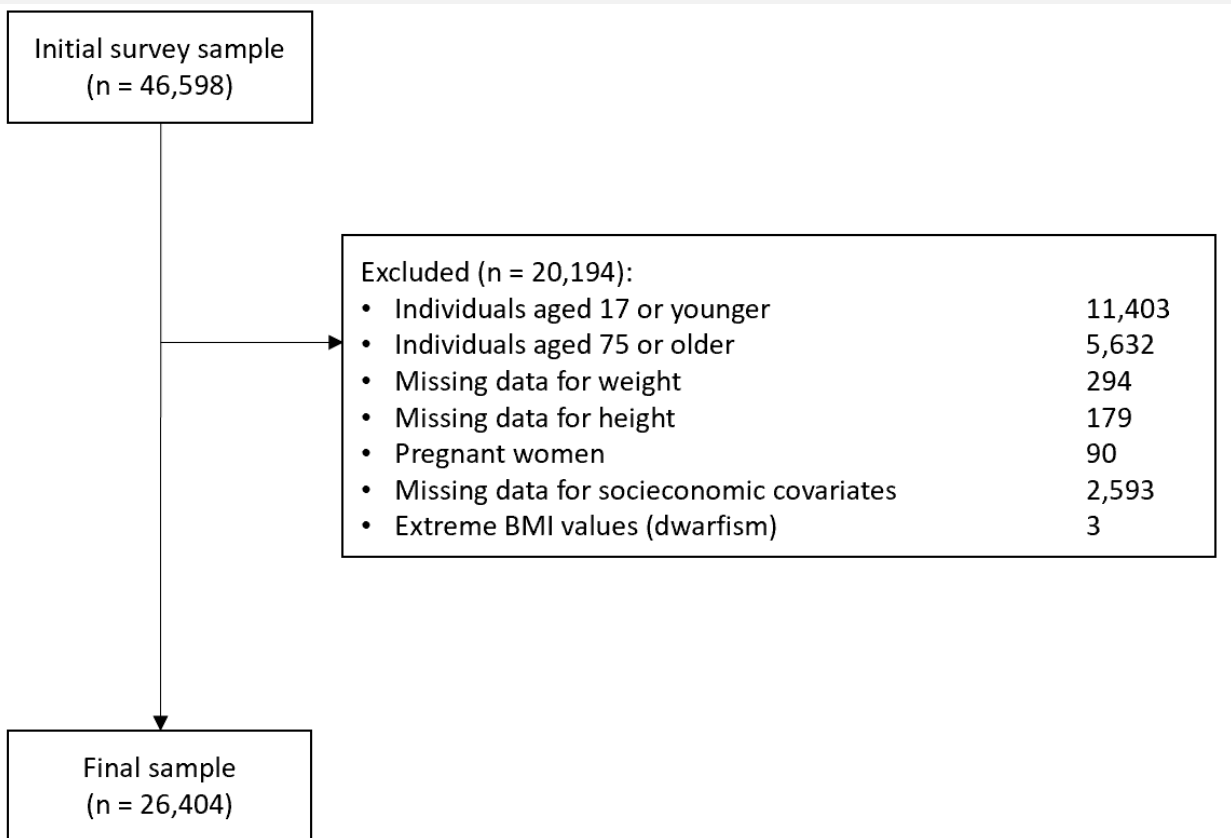 Initial survey sample
(n = 46,598)
Excluded (n = 20,194):
• Individuals aged 17 or younger 11,403
• Individuals aged 75 or older 5,632
• Missing data for weight 294
• Missing data for height 179
• Pregnant women 90
• Missing data for socieconomic covariates 2,593
• Extreme BMI values (dwarfism) 3
Final sample
(n = 26,404)